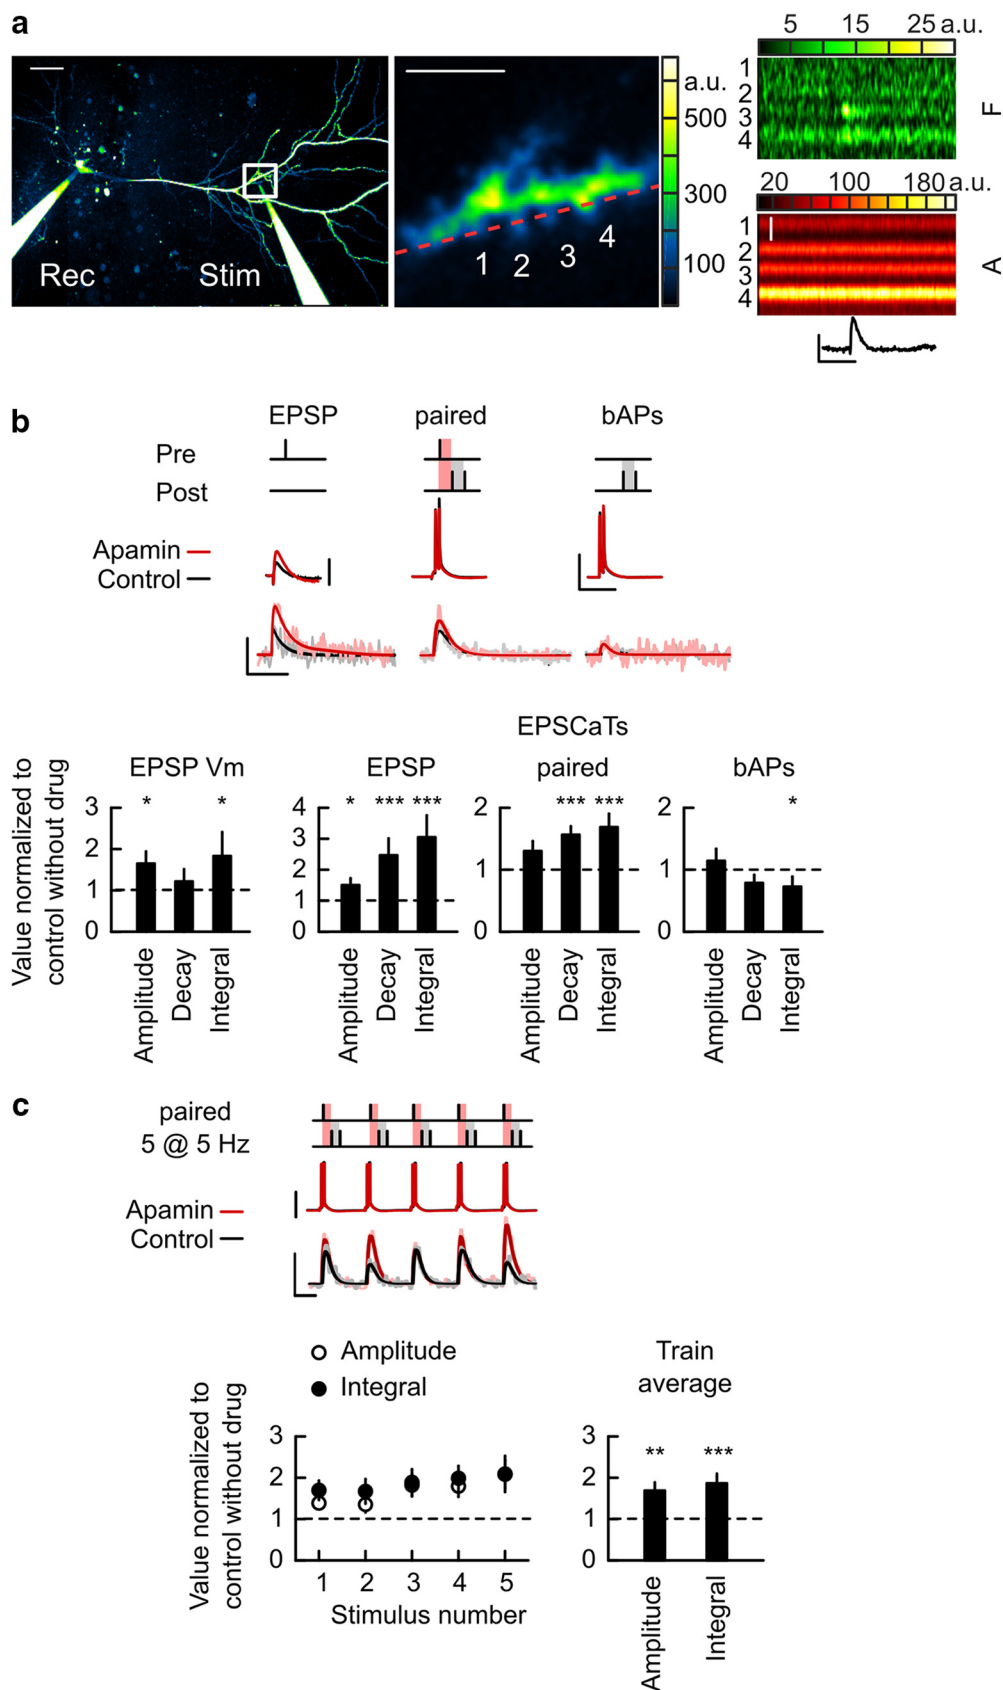 a
5 15 25 a.u.
1
2
3
4
F
20 100 180 a.u.
1
2
3
4
A
Rec Stim
1 2 3 4
a.u.
500
300
100
b
EPSP paired bAPs
Pre
Post
Apamin
Control
EPSCaTs
EPSP Vm EPSP paired bAPs
Value normalized to
control without drug
* *
3
2
1
0
Amplitude
Decay
Integral
* *** ***
4
3
2
1
0
Amplitude
Decay
Integral
*** ***
2
1
0
Amplitude
Decay
Integral
*
2
1
0
Amplitude
Decay
Integral
c
paired
5 @ 5 Hz
Apamin
Control
Amplitude
Integral
Value normalized to
control without drug
3
2
1
0
1 2 3 4 5
Stimulus number
Train
average
** ***
3
2
1
0
Amplitude
Integral